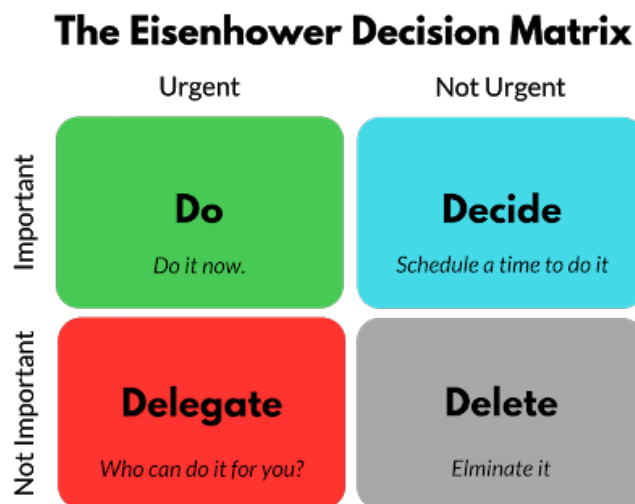 The Eisenhower Decision Matrix
Urgent
Not Urgent
Important
Do
Do it now.
Decide
Schedule a time to do it
Not Important
Delegate
Who can do it for you?
Delete
Elminate it